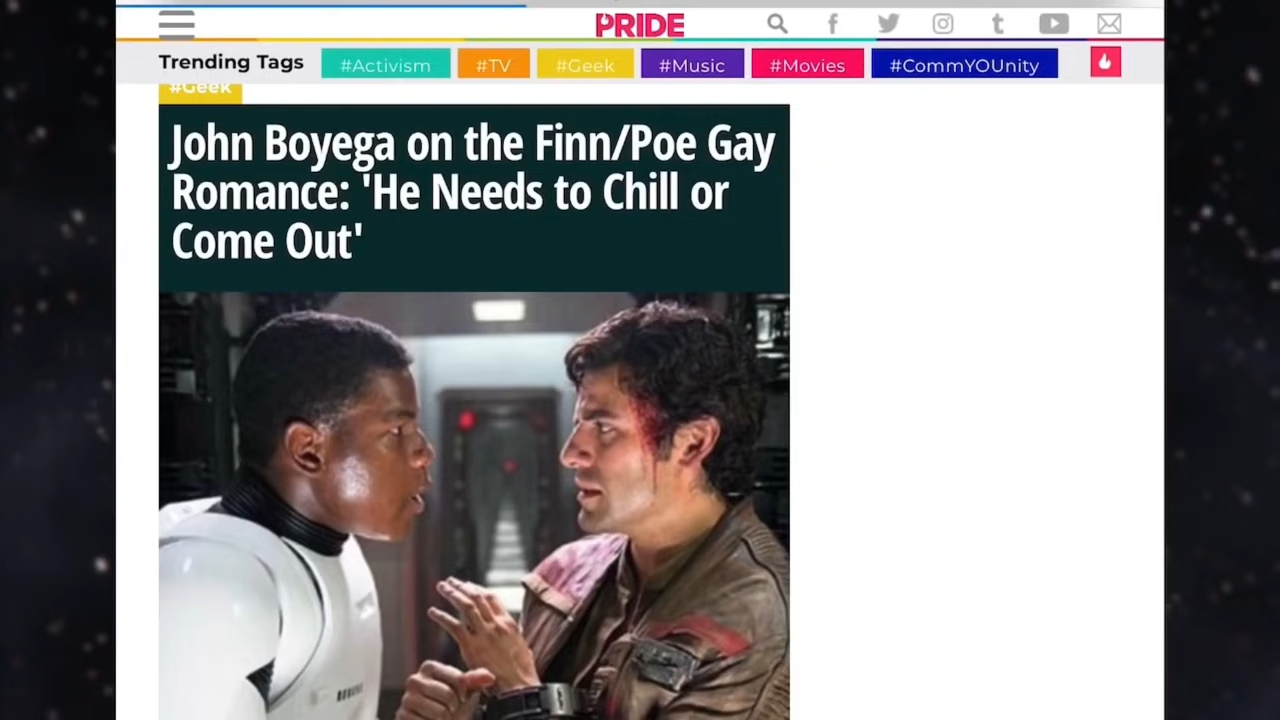 PRIDE
Trending Tags #Activism #TV #Geek #Music #Movies #CommYOUnity
#Geek
John Boyega on the Finn/Poe Gay
Romance: 'He Needs to Chill or
Come Out'